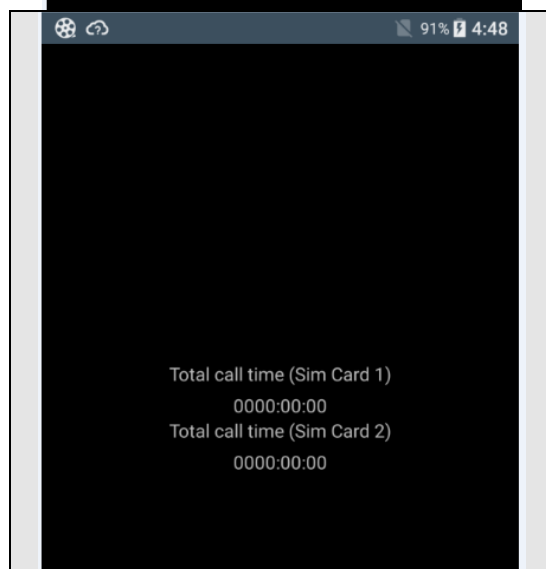 91% 4:48
Total call time (Sim Card 1)
0000:00:00
Total call time (Sim Card 2)
0000:00:00